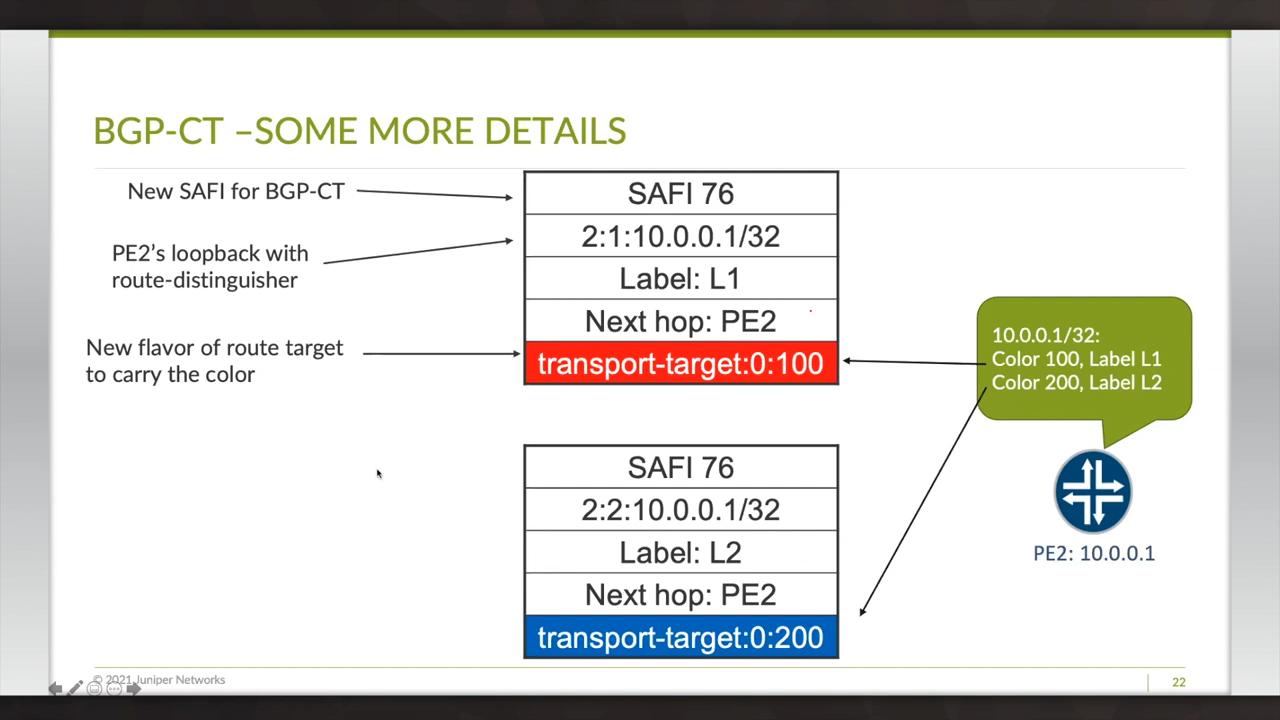 BGP-CT –SOME MORE DETAILS
New SAFI for BGP-CT
PE2’s loopback with
route-distinguisher
New flavor of route target
to carry the color
SAFI 76
2:1:10.0.0.1/32
Label: L1
Next hop: PE2
transport-target:0:100
SAFI 76
2:2:10.0.0.1/32
Label: L2
Next hop: PE2
transport-target:0:200
10.0.0.1/32:
Color 100, Label L1
Color 200, Label L2
PE2: 10.0.0.1
© 2021 Juniper Networks
22